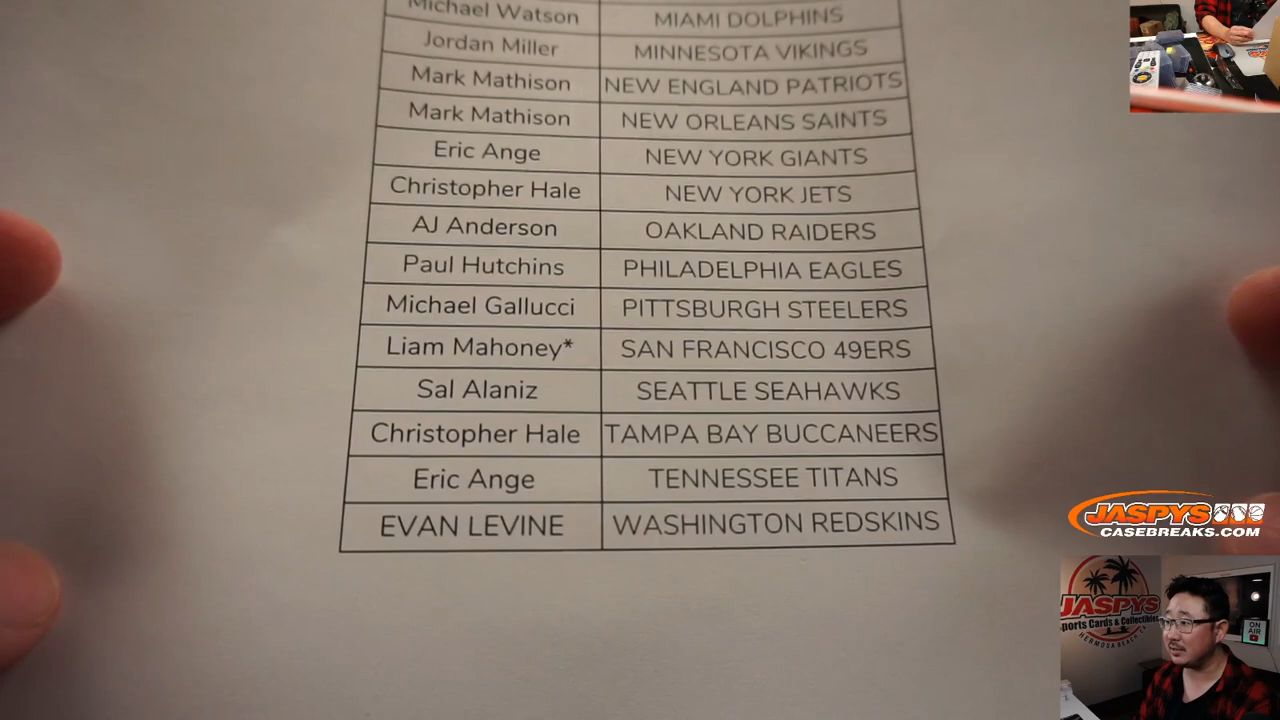 Michael Watson MIAMI DOLPHINS
Jordan Miller MINNESOTA VIKINGS
Mark Mathison NEW ENGLAND PATRIOTS
Mark Mathison NEW ORLEANS SAINTS
Eric Ange NEW YORK GIANTS
Christopher Hale NEW YORK JETS
AJ Anderson OAKLAND RAIDERS
Paul Hutchins PHILADELPHIA EAGLES
Michael Gallucci PITTSBURGH STEELERS
Liam Mahoney* SAN FRANCISCO 49ERS
Sal Alaniz SEATTLE SEAHAWKS
Christopher Hale TAMPA BAY BUCCANEERS
Eric Ange TENNESSEE TITANS
EVAN LEVINE WASHINGTON REDSKINS
JASPYS
CASEBREAKS.COM
JASPYS
Sports Cards & Collectibles
HERMOSA BEACH, CA
ON
AIR